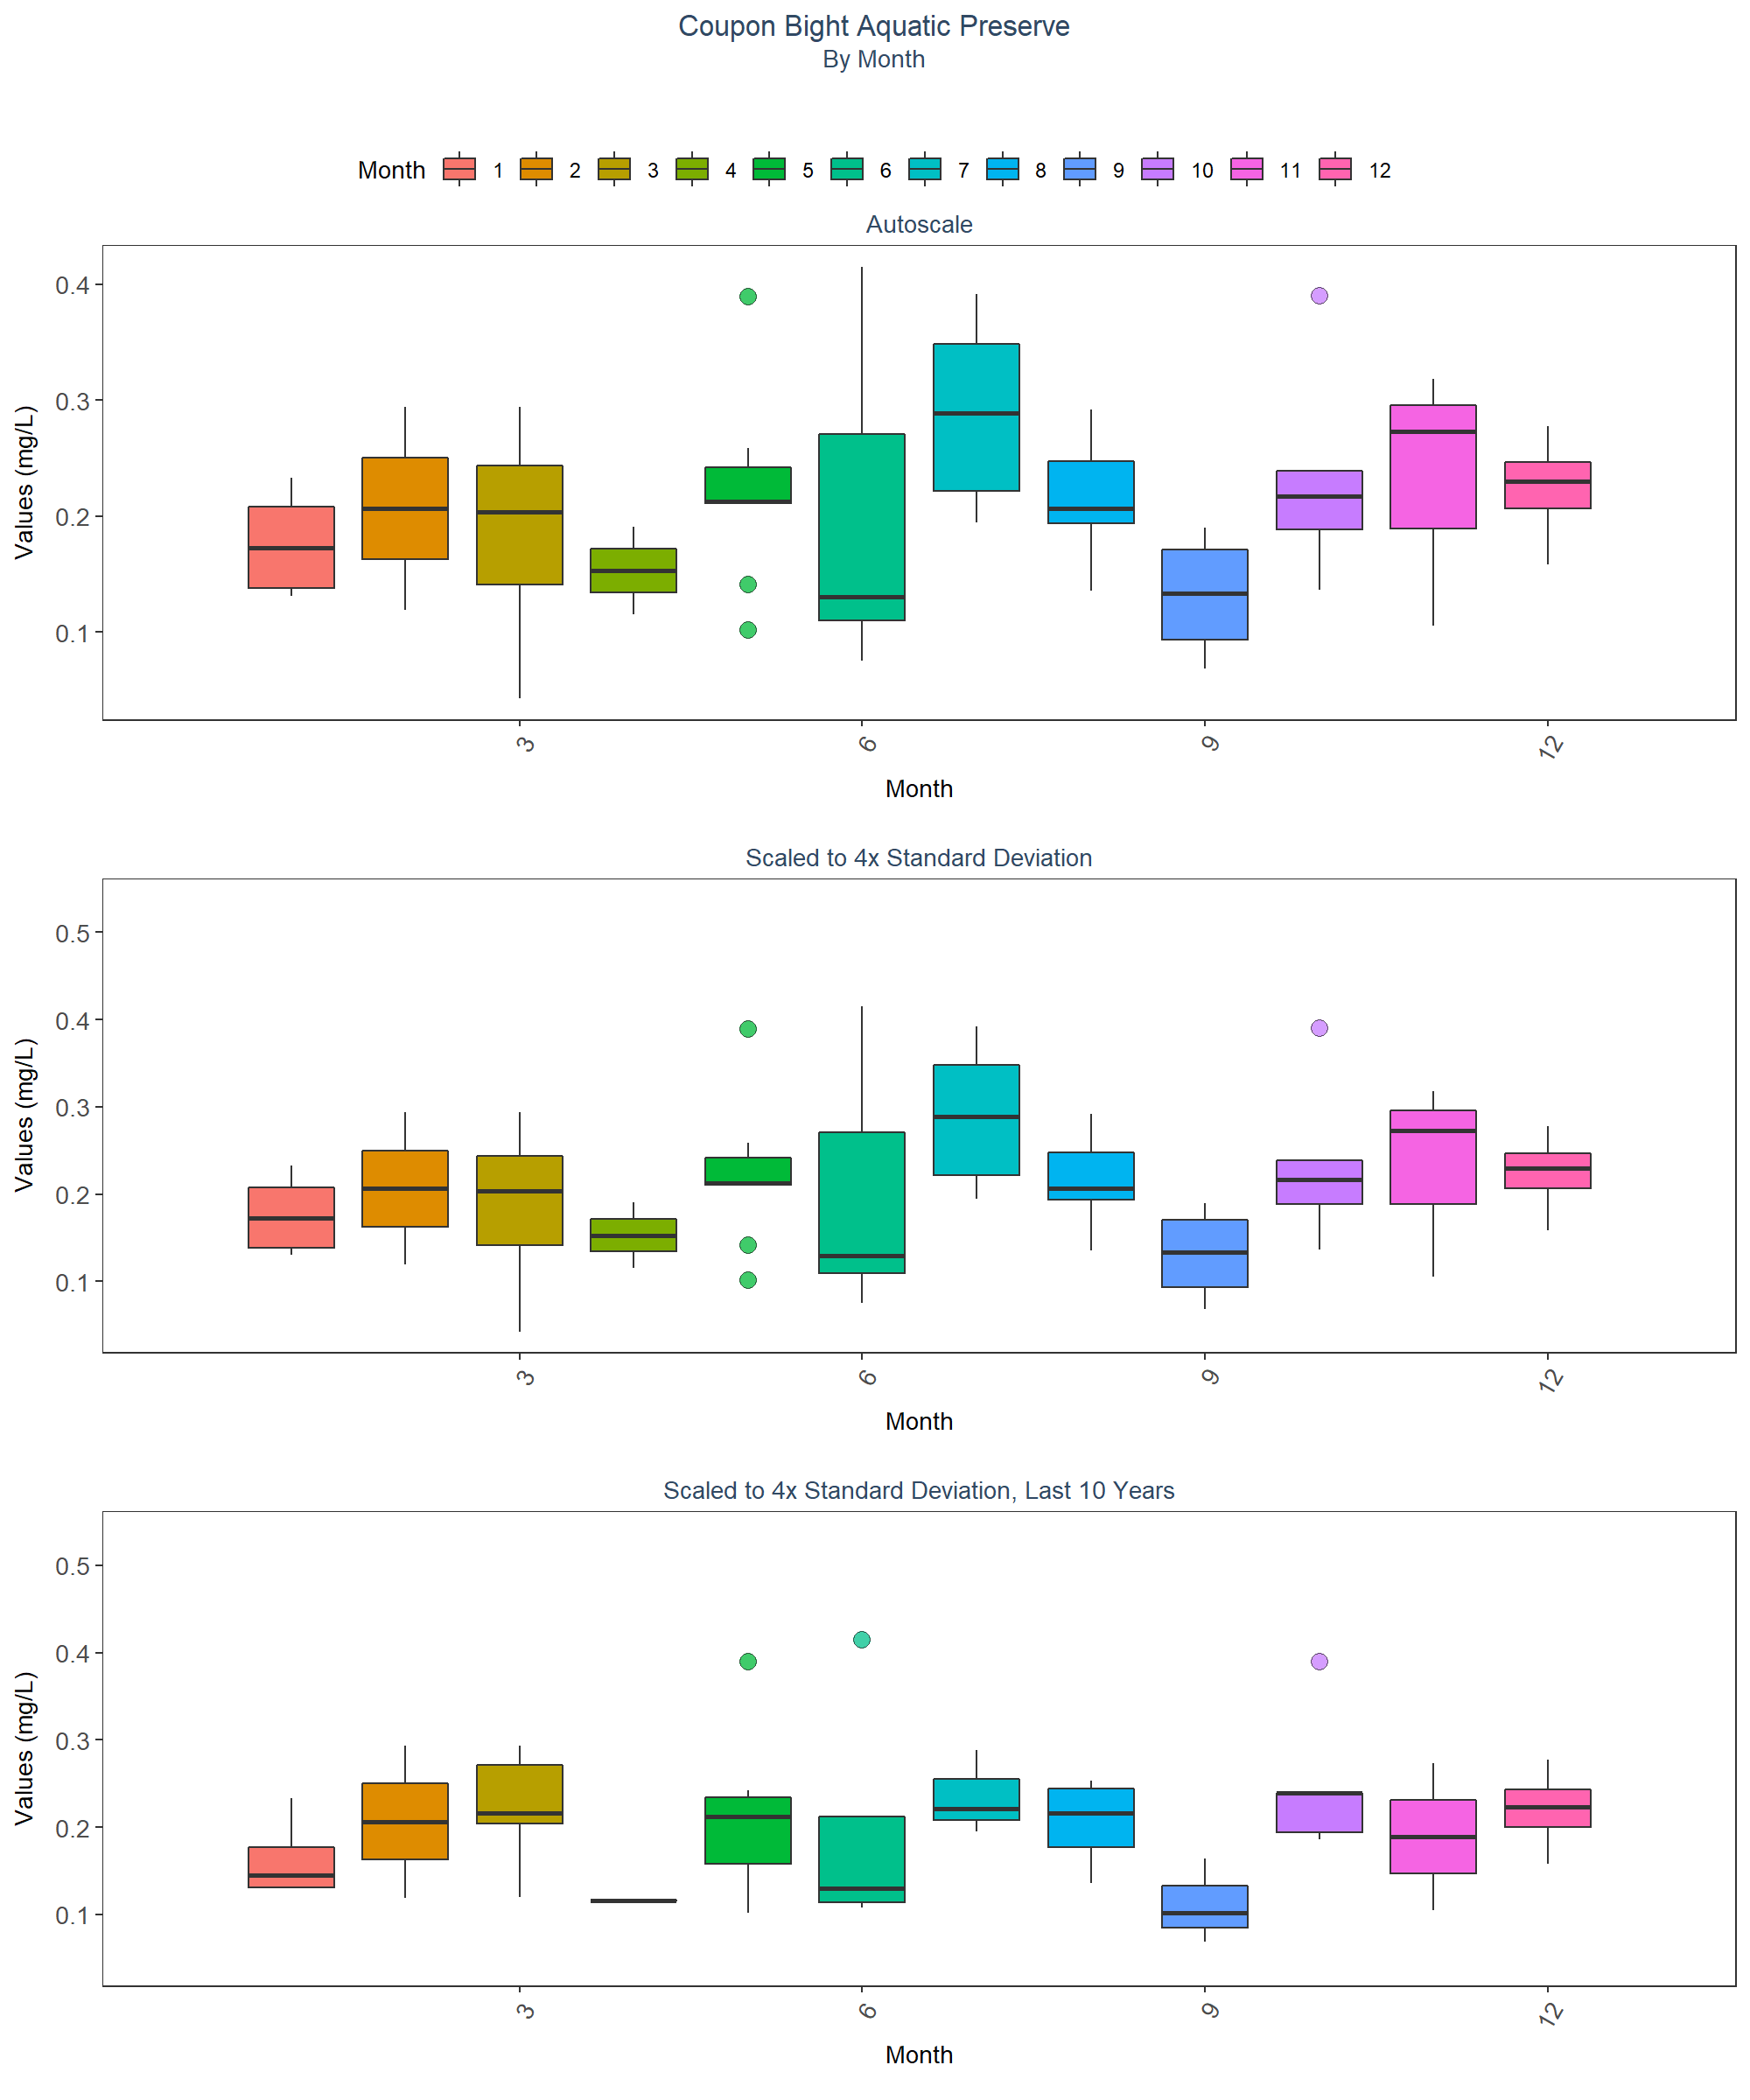 Coupon Bight Aquatic Preserve
By Month
Month 1 2 3 4 5 6 7 8 9 10 11 12
Autoscale
Values (mg/L)
0.4
0.3
0.2
0.1
3 6 9 12
Month
Scaled to 4x Standard Deviation
Values (mg/L)
0.5
0.4
0.3
0.2
0.1
3 6 9 12
Month
Scaled to 4x Standard Deviation, Last 10 Years
Values (mg/L)
0.5
0.4
0.3
0.2
0.1
3 6 9 12
Month